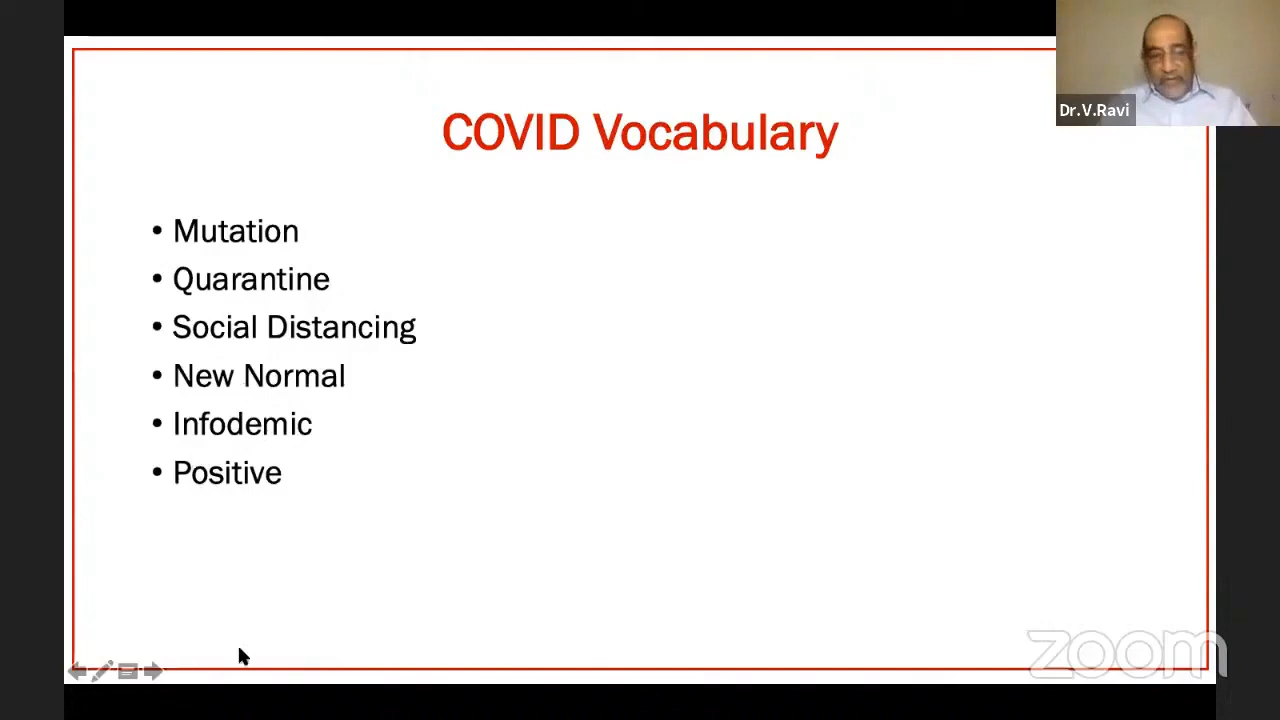 Dr.V.Ravi
COVID Vocabulary
• Mutation
• Quarantine
• Social Distancing
• New Normal
• Infodemic
• Positive
zoom